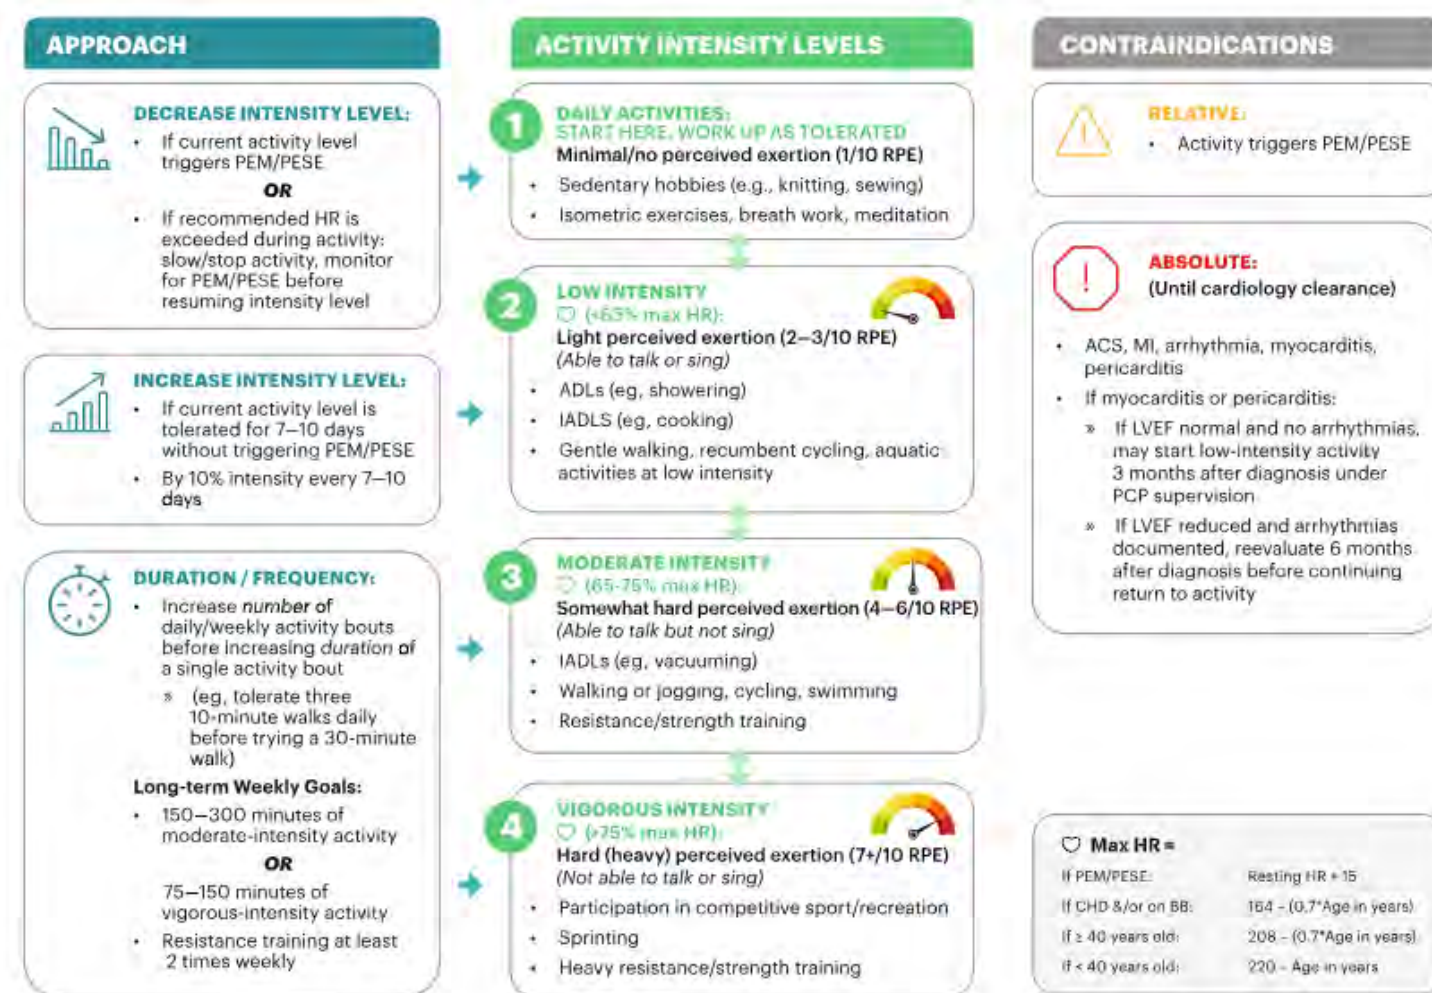 APPROACH
DECREASE INTENSITY LEVEL:
• If current activity level
triggers PEM/PESE
OR
• If recommended HR is
exceeded during activity:
slow/stop activity, monitor
for PEM/PESE before
resuming intensity level
INCREASE INTENSITY LEVEL:
• If current activity level is
tolerated for 7–10 days
without triggering PEM/PESE
• By 10% intensity every 7–10
days
DURATION / FREQUENCY:
• Increase number of
daily/weekly activity bouts
before increasing duration of
a single activity bout
» (eg, tolerate three
10-minute walks daily
before trying a 30-minute
walk)
Long-term Weekly Goals:
• 150–300 minutes of
moderate-intensity activity
OR
75–150 minutes of
vigorous-intensity activity
• Resistance training at least
2 times weekly
ACTIVITY INTENSITY LEVELS
1
DAILY ACTIVITIES:
START HERE, WORK UP AS TOLERATED
Minimal/no perceived exertion (1/10 RPE)
• Sedentary hobbies (e.g., knitting, sewing)
• Isometric exercises, breath work, meditation
2
LOW INTENSITY
(<65% max HR):
Light perceived exertion (2–3/10 RPE)
(Able to talk or sing)
• ADLs (eg, showering)
• IADLS (eg, cooking)
• Gentle walking, recumbent cycling, aquatic
activities at low intensity
3
MODERATE INTENSITY
(65-75% max HR):
Somewhat hard perceived exertion (4–6/10 RPE)
(Able to talk but not sing)
• IADLs (eg, vacuuming)
• Walking or jogging, cycling, swimming
• Resistance/strength training
4
VIGOROUS INTENSITY
(>75% max HR):
Hard (heavy) perceived exertion (7+/10 RPE)
(Not able to talk or sing)
• Participation in competitive sport/recreation
• Sprinting
• Heavy resistance/strength training
CONTRAINDICATIONS
RELATIVE:
• Activity triggers PEM/PESE
ABSOLUTE:
(Until cardiology clearance)
• ACS, MI, arrhythmia, myocarditis,
pericarditis
• If myocarditis or pericarditis:
» If LVEF normal and no arrhythmias,
may start low-intensity activity
3 months after diagnosis under
PCP supervision
» If LVEF reduced and arrhythmias
documented, reevaluate 6 months
after diagnosis before continuing
return to activity
Max HR =
If PEM/PESE: Resting HR + 15
If CHD &/or on BB: 164 - (0.7*Age in years)
If ≥ 40 years old: 208 - (0.7*Age in years)
If < 40 years old: 220 - Age in years